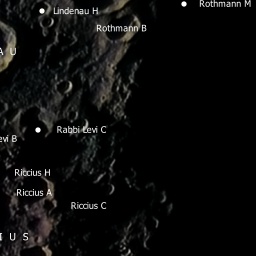 Rothmann M
Lindenau H
Rothmann B
A U
Rabbi Levi C
evi B
Riccius H
Riccius A
Riccius C
I U S